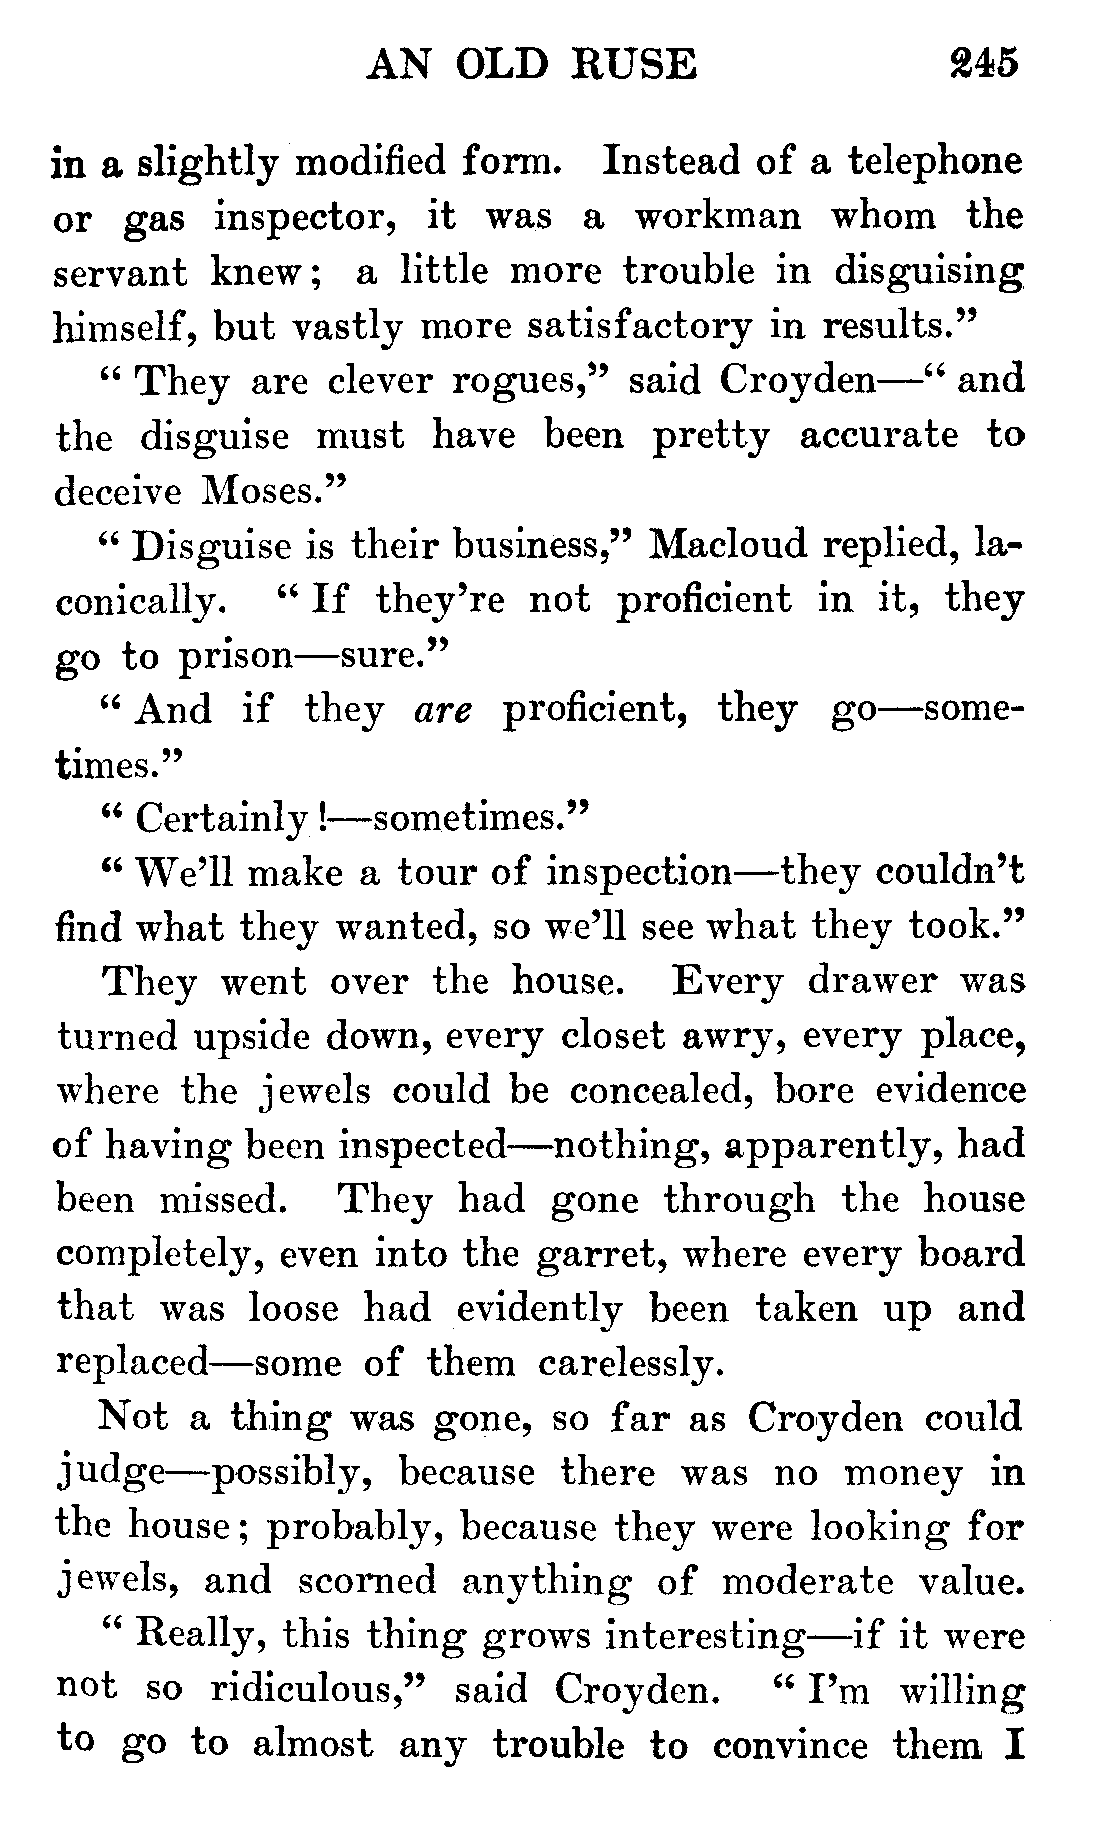 AN OLD RUSE 245
in a slightly modified form. Instead of a telephone
or gas inspector, it was a workman whom the
servant knew; a little more trouble in disguising
himself, but vastly more satisfactory in results.”
“ They are clever rogues,” said Croyden—“ and
the disguise must have been pretty accurate to
deceive Moses.”
“ Disguise is their business,” Macloud replied, la-
conically. “ If they’re not proficient in it, they
go to prison—sure.”
“ And if they are proficient, they go—some-
times.”
“ Certainly !—sometimes.”
“ We’ll make a tour of inspection—they couldn’t
find what they wanted, so we’ll see what they took.”
They went over the house. Every drawer was
turned upside down, every closet awry, every place,
where the jewels could be concealed, bore evidence
of having been inspected—nothing, apparently, had
been missed. They had gone through the house
completely, even into the garret, where every board
that was loose had evidently been taken up and
replaced—some of them carelessly.
Not a thing was gone, so far as Croyden could
judge—possibly, because there was no money in
the house; probably, because they were looking for
jewels, and scorned anything of moderate value.
“ Really, this thing grows interesting—if it were
not so ridiculous,” said Croyden. “ I’m willing
to go to almost any trouble to convince them I